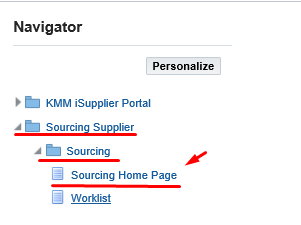 Navigator
Personalize
KMM iSupplier Portal
Sourcing Supplier
Sourcing
Sourcing Home Page
Worklist